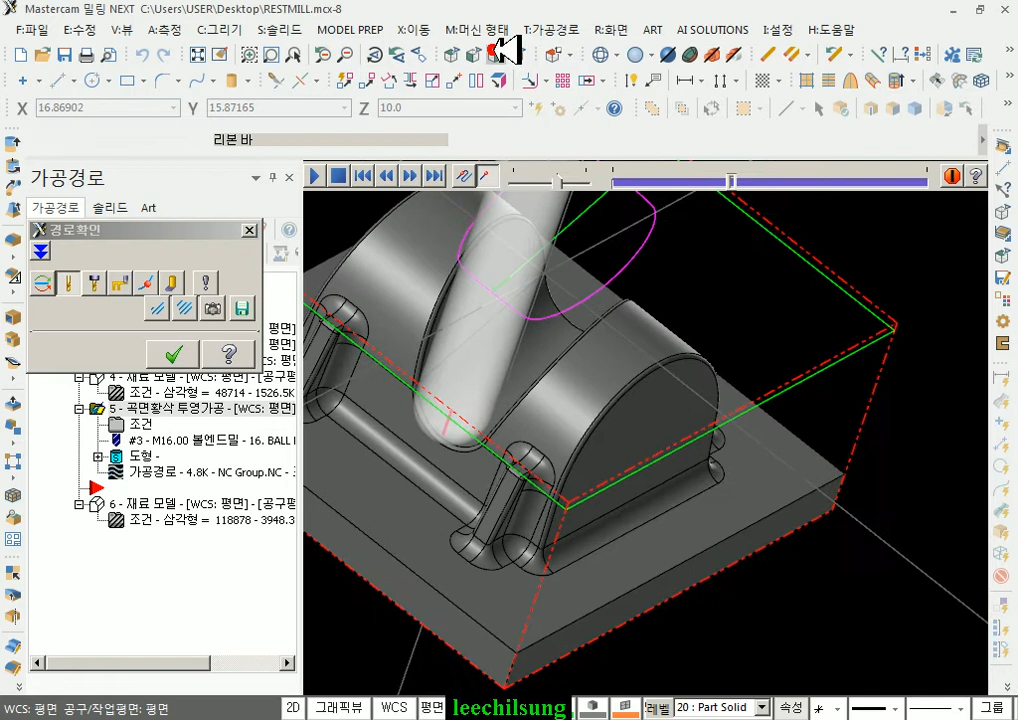 Mastercam 밀링 NEXT C:\Users\USER\Desktop\RESTMILL.mcx-8
F:파일 E:수정 V:뷰 A:측정 C:그리기 S:솔리드 MODEL PREP X:이동 M:머신 형태 T:가공경로 R:화면 ART AI SOLUTIONS I:설정 H:도움말
X 16.86902 Y 15.87165 Z 10.0
리본 바
가공경로
가공경로 솔리드 Art
경로확인
평면]
4 - 재료 모델 - [WCS: 평면] - [공구평
조건 - 삼각형 = 48714 - 1526.5K
5 - 곡면황삭 투영가공 - [WCS: 평면]
조건
#3 - M16.00 볼엔드밀 - 16. BALL
도형 -
가공경로 - 4.8K - NC Group.NC -
6 - 재료 모델 - [WCS: 평면] - [공구평
조건 - 삼각형 = 118878 - 3948.3
WCS: 평면 공구/작업평면: 평면
2D 그래픽뷰 WCS 평면 leechilsung 레벨 20 : Part Solid 속성 그룹